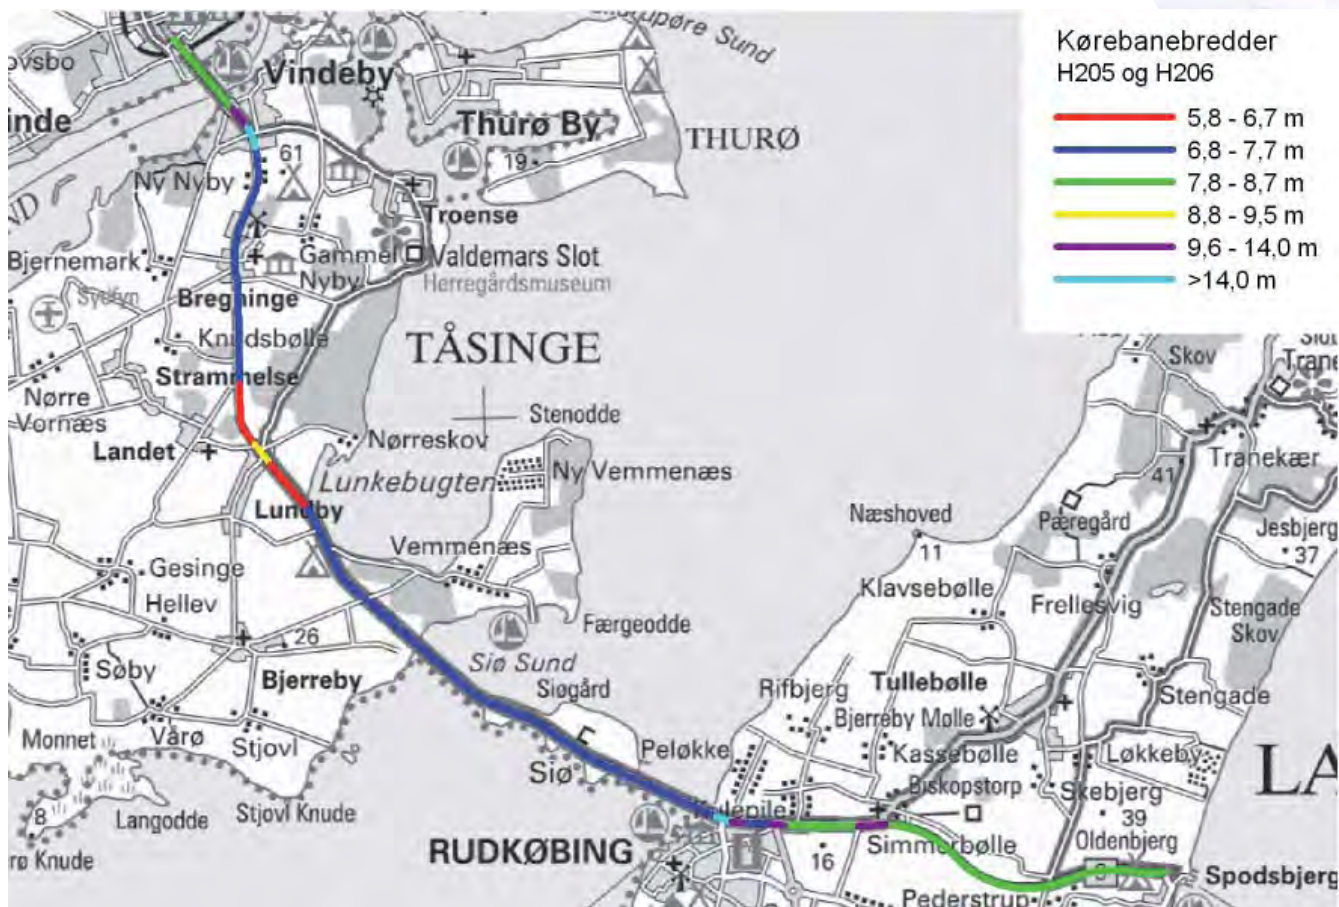 Kørebanebredder
H205 og H206
5,8 - 6,7 m
6,8 - 7,7 m
7,8 - 8,7 m
8,8 - 9,5 m
9,6 - 14,0 m
>14,0 m
Sund
Vindeby
Thurø By
THURØ
19
61
Ny Nyby
Troense
Bjernemark
Gammel
Nyby
Valdemars Slot
Herregårdsmuseum
Sydfyn
Bregninge
Knudsbølle
TÅSINGE
Strammelse
Nørre
Vornæs
Stenodde
Landet
Nørreskov
Ny Vemmenæs
Lunkebugten
Lundby
Vemmenæs
Gesinge
Hellev
26
Færgeodde
Søby
Bjerreby
Siø Sund
Siøgård
Monnet
Vårø
Stjovl
Siø
Peløkke
8
Langodde
Stjovl Knude
Knude
RUDKØBING
Skov
Tranekær
41
Næshoved
11
Pæregård
Jesbjerg
37
Klavsebølle
Frellesvig
Stengade
Skov
Rifbjerg
Tullebølle
Stengade
Bjerreby Mølle
Kassebølle
Løkkeby
Biskopstorp
Skebjerg
39
Oldenbjerg
Simmerbølle
16
Pederstrup
Spodsbjerg